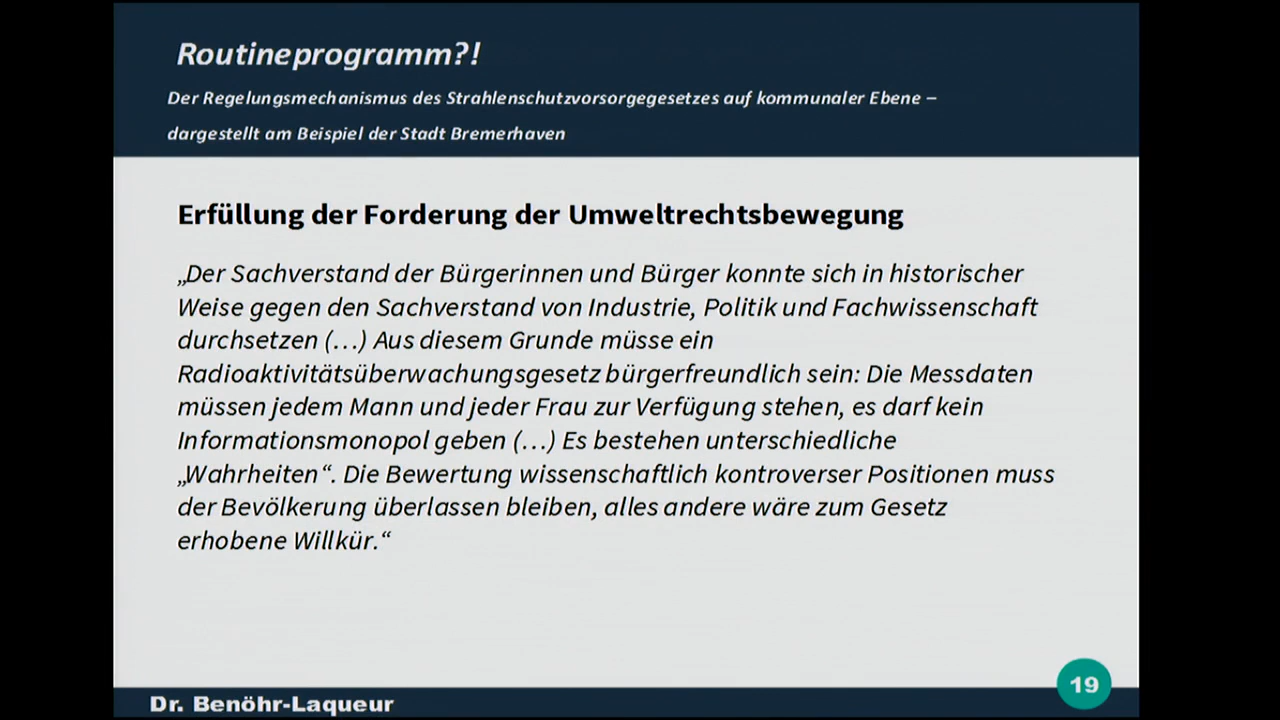 Routineprogramm?!
Der Regelungsmechanismus des Strahlenschutzvorsorgegesetzes auf kommunaler Ebene –
dargestellt am Beispiel der Stadt Bremerhaven
Erfüllung der Forderung der Umweltrechtsbewegung
„Der Sachverstand der Bürgerinnen und Bürger konnte sich in historischer
Weise gegen den Sachverstand von Industrie, Politik und Fachwissenschaft
durchsetzen (…) Aus diesem Grunde müsse ein
Radioaktivitätsüberwachungsgesetz bürgerfreundlich sein: Die Messdaten
müssen jedem Mann und jeder Frau zur Verfügung stehen, es darf kein
Informationsmonopol geben (…) Es bestehen unterschiedliche
„Wahrheiten“. Die Bewertung wissenschaftlich kontroverser Positionen muss
der Bevölkerung überlassen bleiben, alles andere wäre zum Gesetz
erhobene Willkür.“
19
Dr. Benöhr-Laqueur